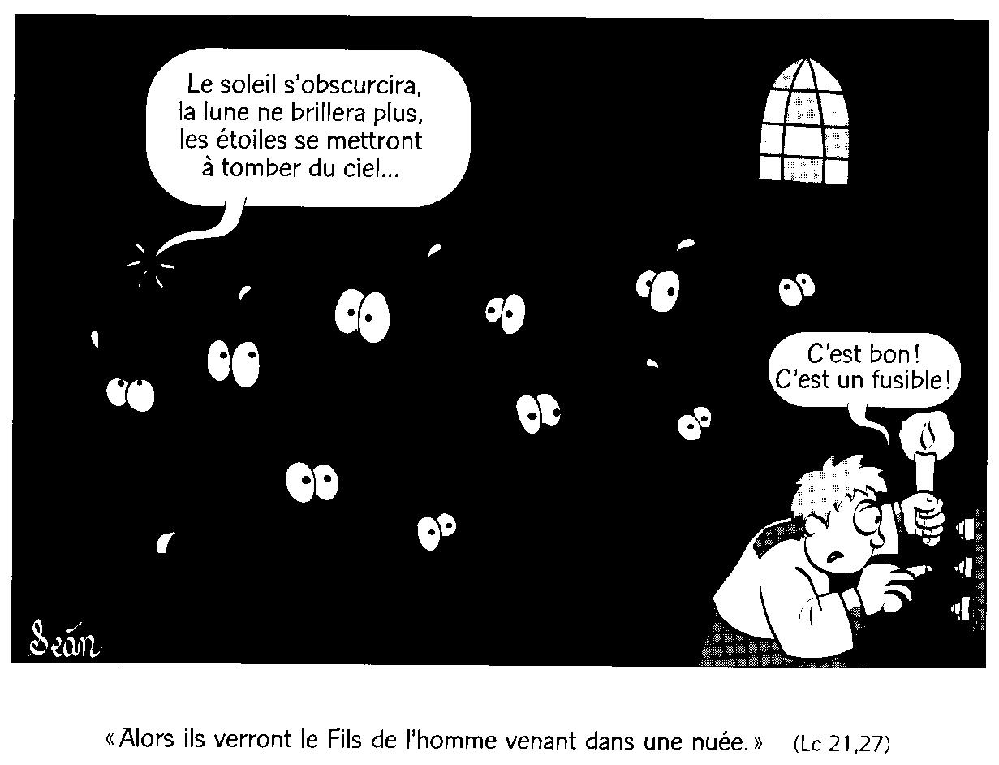 Le soleil s'obscurcira,
la lune ne brillera plus,
les étoiles se mettront
à tomber du ciel...
C'est bon!
C'est un fusible!
Seán
«Alors ils verront le Fils de l'homme venant dans une nuée.» (Lc 21,27)